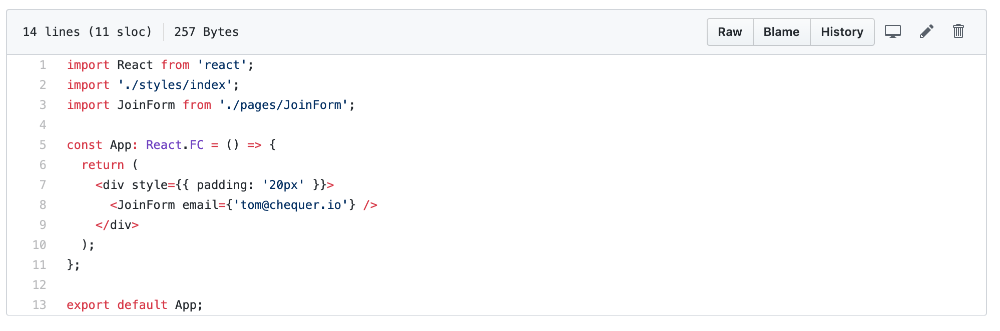 14 lines (11 sloc) 257 Bytes Raw Blame History
1 import React from 'react';
2 import './styles/index';
3 import JoinForm from './pages/JoinForm';
4
5 const App: React.FC = () => {
6   return (
7     <div style={{ padding: '20px' }}>
8       <JoinForm email={'tom@chequer.io'} />
9     </div>
10   );
11 };
12
13 export default App;